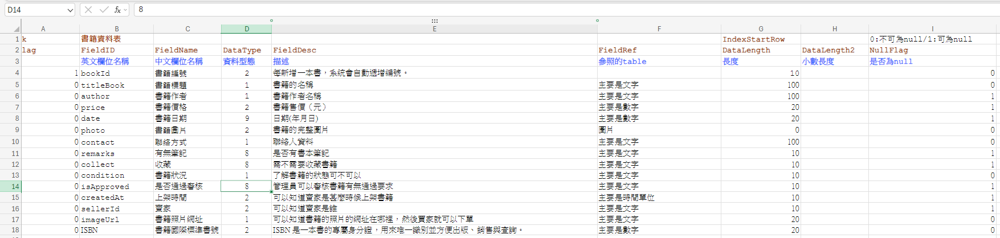 D14 fx 8
A B C D E F G H I
1 k 書籍資料表 IndexStartRow 0:不可為null/1:可為null
2 lag FieldID FieldName DataType FieldDesc FieldRef DataLength DataLength2 NullFlag
3 英文欄位名稱 中文欄位名稱 資料型態 描述 參照的table 長度 小數長度 是否為null
4 1 bookId 書籍編號 2 每新增一本書，系統會自動遞增編號。 10 0
5 0 titleBook 書籍標題 1 書籍的名稱 主要是文字 100 0
6 0 author 書籍作者 1 書籍作者名稱 主要是文字 100 1
7 0 price 書籍價格 2 書籍售價（元） 主要是數字 20 1
8 0 date 書籍日期 9 日期(年月日) 主要是數字 20 1
9 0 photo 書籍圖片 2 書籍的完整圖片 圖片 0 0
10 0 contact 聯絡方式 1 聯絡人資料 主要是文字 100 0
11 0 remarks 有無筆記 8 是否有書本筆記 主要是文字 10 1
12 0 collect 收藏 8 需不需要收藏書籍 主要是文字 10 1
13 0 condition 書籍狀況 1 了解書籍的狀態可不可以 主要是文字 10 0
14 0 isApproved 是否通過審核 8 管理員可以審核書籍有無通過要求 主要是文字 10 1
15 0 createdAt 上架時間 2 可以知道賣家是甚麼時候上架書籍 主要是時間單位 10 1
16 0 sellerId 賣家 2 可以知道賣家是誰 主要是文字 10 1
17 0 imageUrl 書籍照片網址 1 可以知道書籍的照片的網址在哪裡，然後買家就可以下單 主要是文字 20 0
18 0 ISBN 書籍國際標準書號 2 ISBN 是一本書的專屬身分證，用來唯一識別並方便出版、銷售與查詢。 主要是數字 20 0